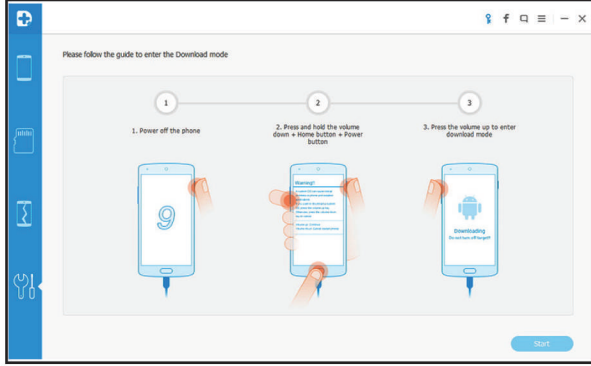 Please follow the guide to enter the Download mode
1
2
3
1. Power off the phone
2. Press and hold the volume
down + Home button + Power
button
3. Press the volume up to enter
download mode
9
Warning!
Downloading
Do not turn off target!!
Start